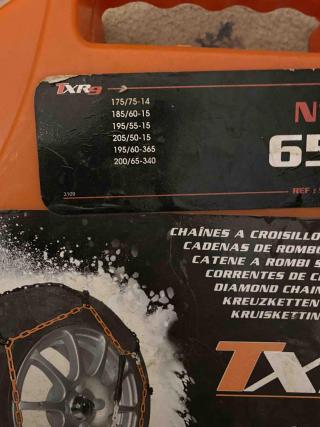 TXR9
175/75-14
185/60-15
195/55-15
205/50-15
195/60-365
200/65-340
N
65
3109
REF :
CHAÎNES A CROISILLO
CADENAS DE ROMBO
CATENE A ROMBI S
CORRENTES DE C
DIAMOND CHAIN
KREUZKETTEN
KRUISKETTIN
TX